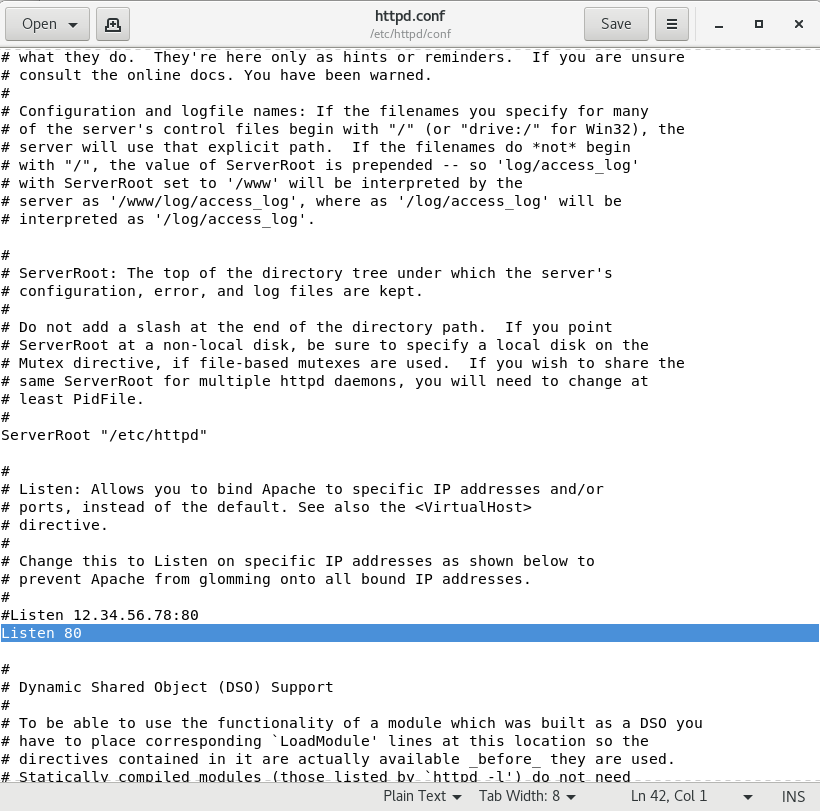 Open
httpd.conf
/etc/httpd/conf
Save
# what they do.  They're here only as hints or reminders.  If you are unsure
# consult the online docs. You have been warned.
#
# Configuration and logfile names: If the filenames you specify for many
# of the server's control files begin with "/" (or "drive:/" for Win32), the
# server will use that explicit path.  If the filenames do *not* begin
# with "/", the value of ServerRoot is prepended -- so 'log/access_log'
# with ServerRoot set to '/www' will be interpreted by the
# server as '/www/log/access_log', where as '/log/access_log' will be
# interpreted as '/log/access_log'.

#
# ServerRoot: The top of the directory tree under which the server's
# configuration, error, and log files are kept.
#
# Do not add a slash at the end of the directory path.  If you point
# ServerRoot at a non-local disk, be sure to specify a local disk on the
# Mutex directive, if file-based mutexes are used.  If you wish to share the
# same ServerRoot for multiple httpd daemons, you will need to change at
# least PidFile.
#
ServerRoot "/etc/httpd"

#
# Listen: Allows you to bind Apache to specific IP addresses and/or
# ports, instead of the default. See also the <VirtualHost>
# directive.
#
# Change this to Listen on specific IP addresses as shown below to
# prevent Apache from glomming onto all bound IP addresses.
#
#Listen 12.34.56.78:80
Listen 80

#
# Dynamic Shared Object (DSO) Support
#
# To be able to use the functionality of a module which was built as a DSO you
# have to place corresponding `LoadModule' lines at this location so the
# directives contained in it are actually available _before_ they are used.
# Statically compiled modules (those listed by `httpd -l') do not need
Plain Text Tab Width: 8 Ln 42, Col 1 INS